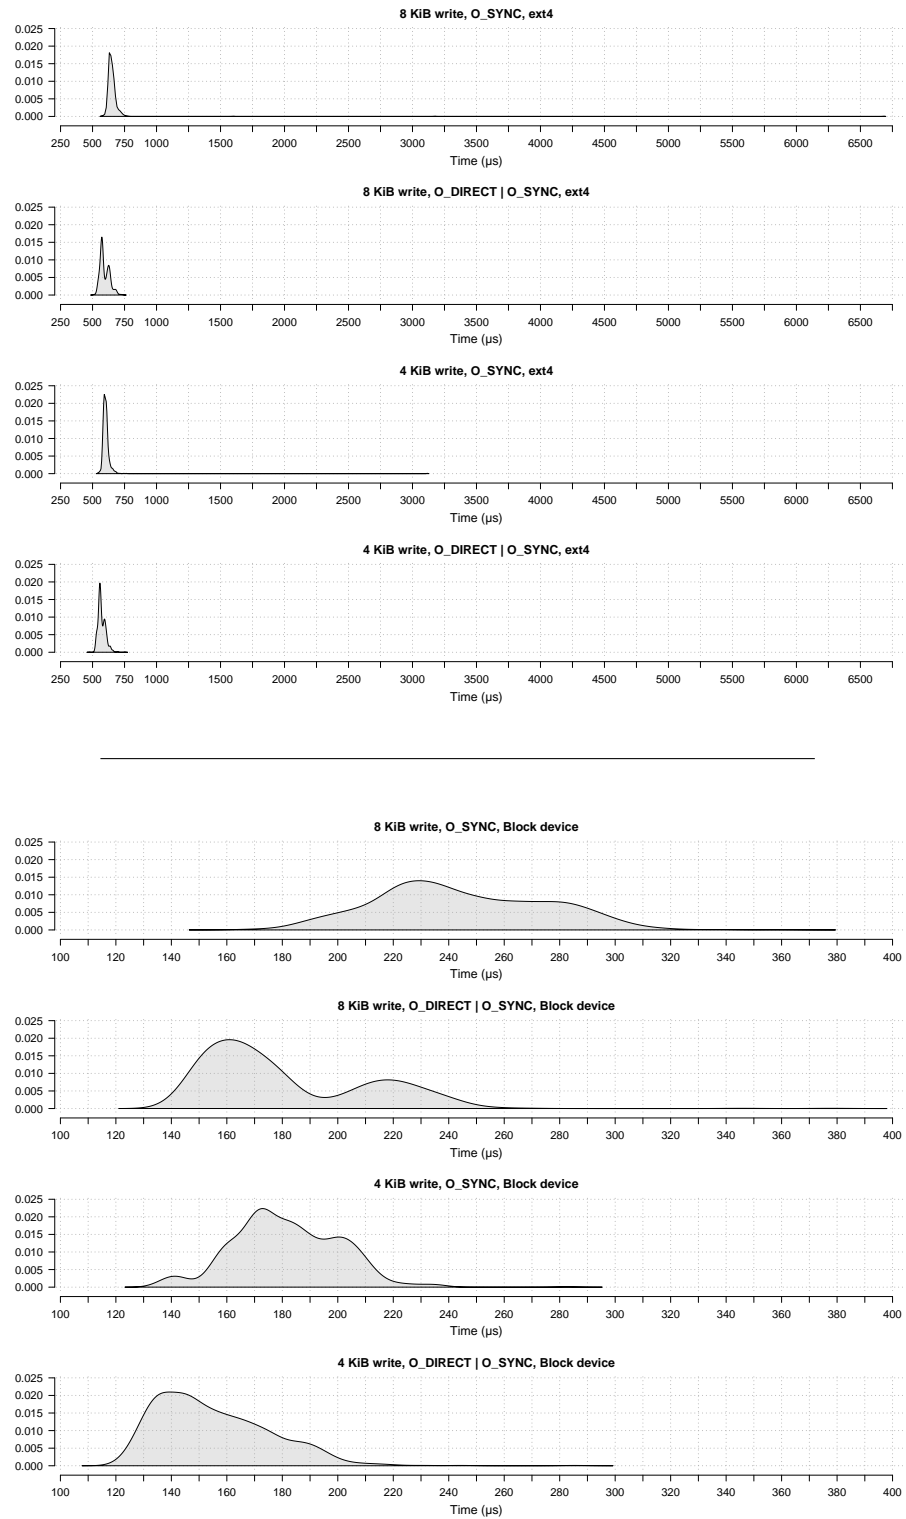 8 KiB write, O_SYNC, ext4
0.025
0.020
0.015
0.010
0.005
0.000
250 500 750 1000 1500 2000 2500 3000 3500 4000 4500 5000 5500 6000 6500
Time (µs)
8 KiB write, O_DIRECT | O_SYNC, ext4
0.025
0.020
0.015
0.010
0.005
0.000
250 500 750 1000 1500 2000 2500 3000 3500 4000 4500 5000 5500 6000 6500
Time (µs)
4 KiB write, O_SYNC, ext4
0.025
0.020
0.015
0.010
0.005
0.000
250 500 750 1000 1500 2000 2500 3000 3500 4000 4500 5000 5500 6000 6500
Time (µs)
4 KiB write, O_DIRECT | O_SYNC, ext4
0.025
0.020
0.015
0.010
0.005
0.000
250 500 750 1000 1500 2000 2500 3000 3500 4000 4500 5000 5500 6000 6500
Time (µs)
8 KiB write, O_SYNC, Block device
0.025
0.020
0.015
0.010
0.005
0.000
100 120 140 160 180 200 220 240 260 280 300 320 340 360 380 400
Time (µs)
8 KiB write, O_DIRECT | O_SYNC, Block device
0.025
0.020
0.015
0.010
0.005
0.000
100 120 140 160 180 200 220 240 260 280 300 320 340 360 380 400
Time (µs)
4 KiB write, O_SYNC, Block device
0.025
0.020
0.015
0.010
0.005
0.000
100 120 140 160 180 200 220 240 260 280 300 320 340 360 380 400
Time (µs)
4 KiB write, O_DIRECT | O_SYNC, Block device
0.025
0.020
0.015
0.010
0.005
0.000
100 120 140 160 180 200 220 240 260 280 300 320 340 360 380 400
Time (µs)